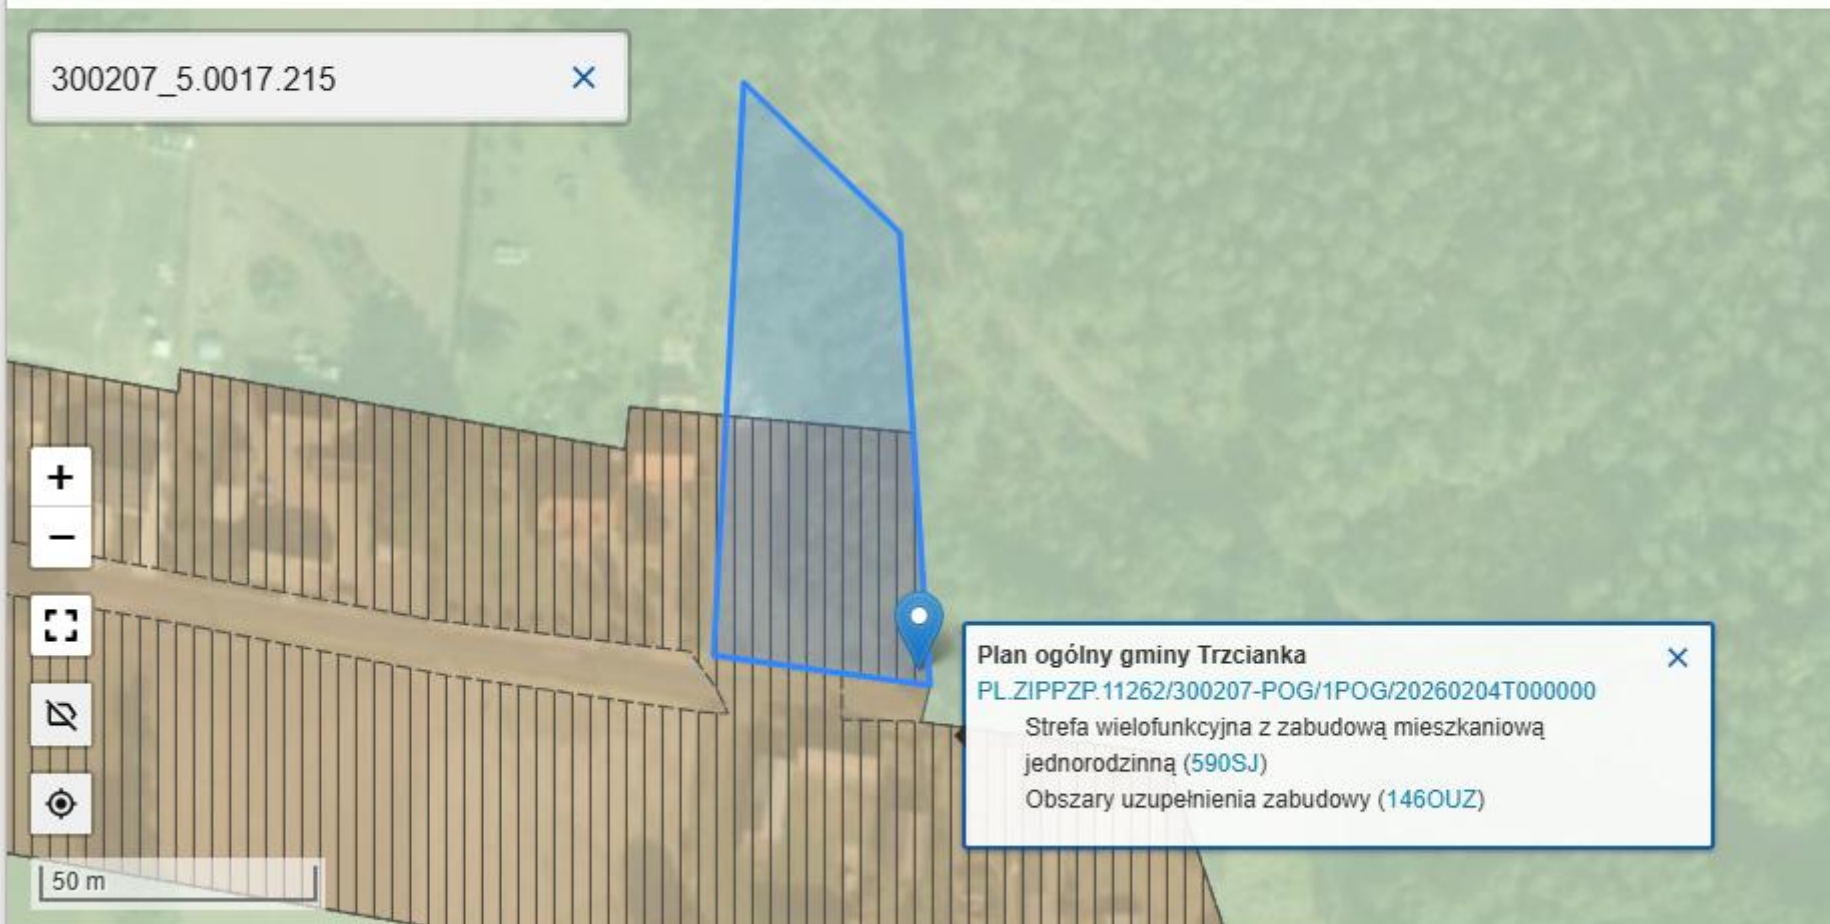 300207_5.0017.215
Plan ogólny gminy Trzcianka
PL.ZIPPZP.11262/300207-POG/1POG/20260204T000000
Strefa wielofunkcyjna z zabudową mieszkaniową
jednorodzinną (590SJ)
Obszary uzupełnienia zabudowy (146OUZ)
50 m